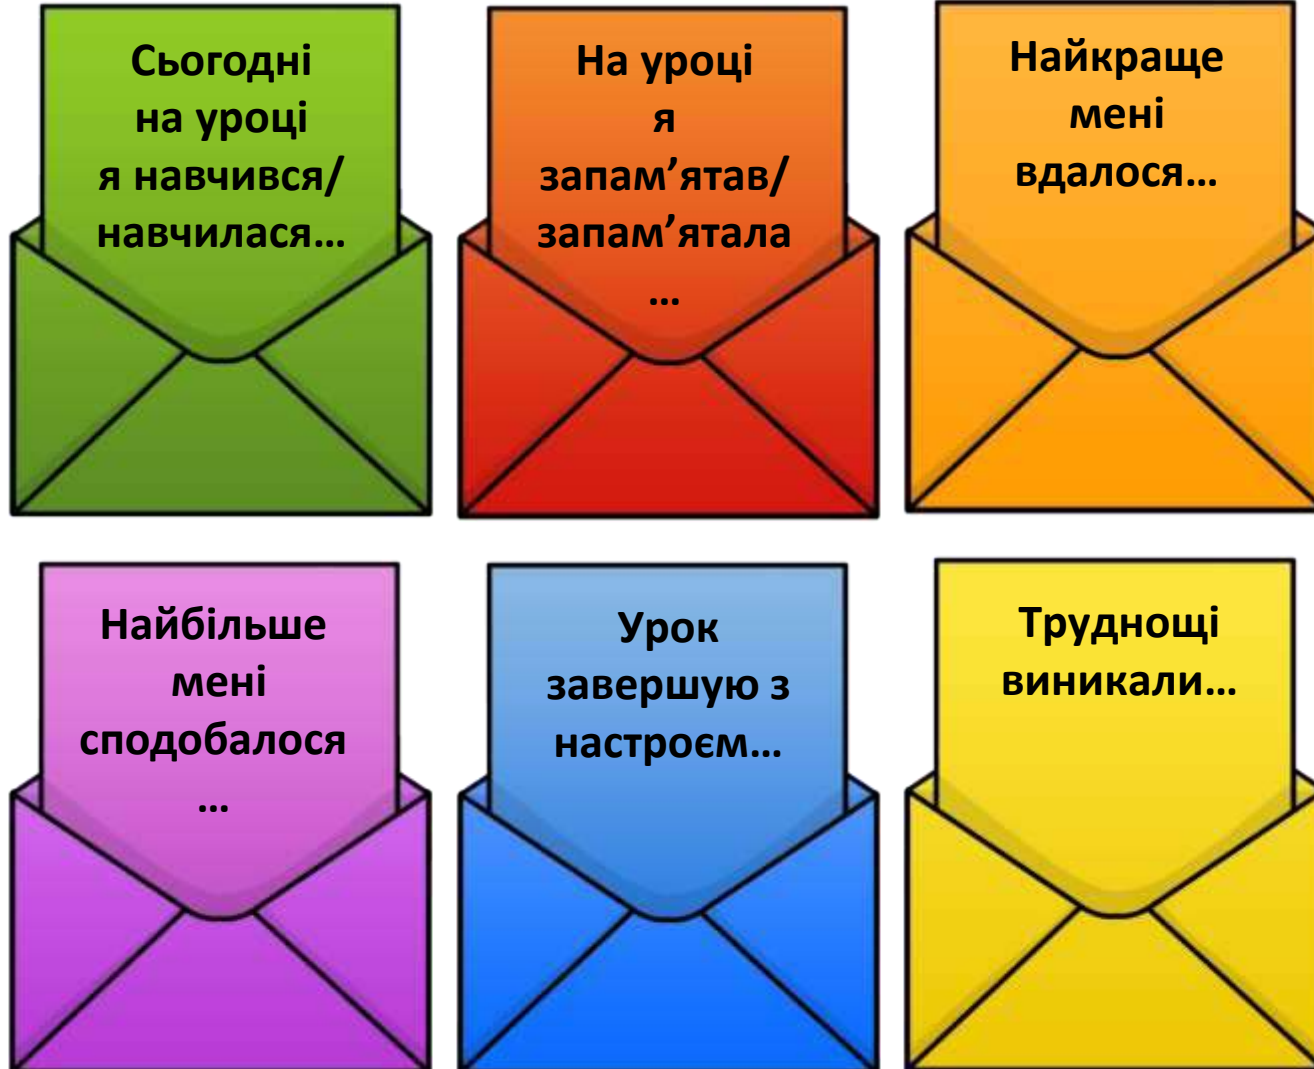 Сьогодні
на уроці
я навчився/
навчилася…
На уроці
я
запам’ятав/
запам’ятала
…
Найкраще
мені
вдалося…
Найбільше
мені
сподобалося
…
Урок
завершую з
настроєм…
Труднощі
виникали…